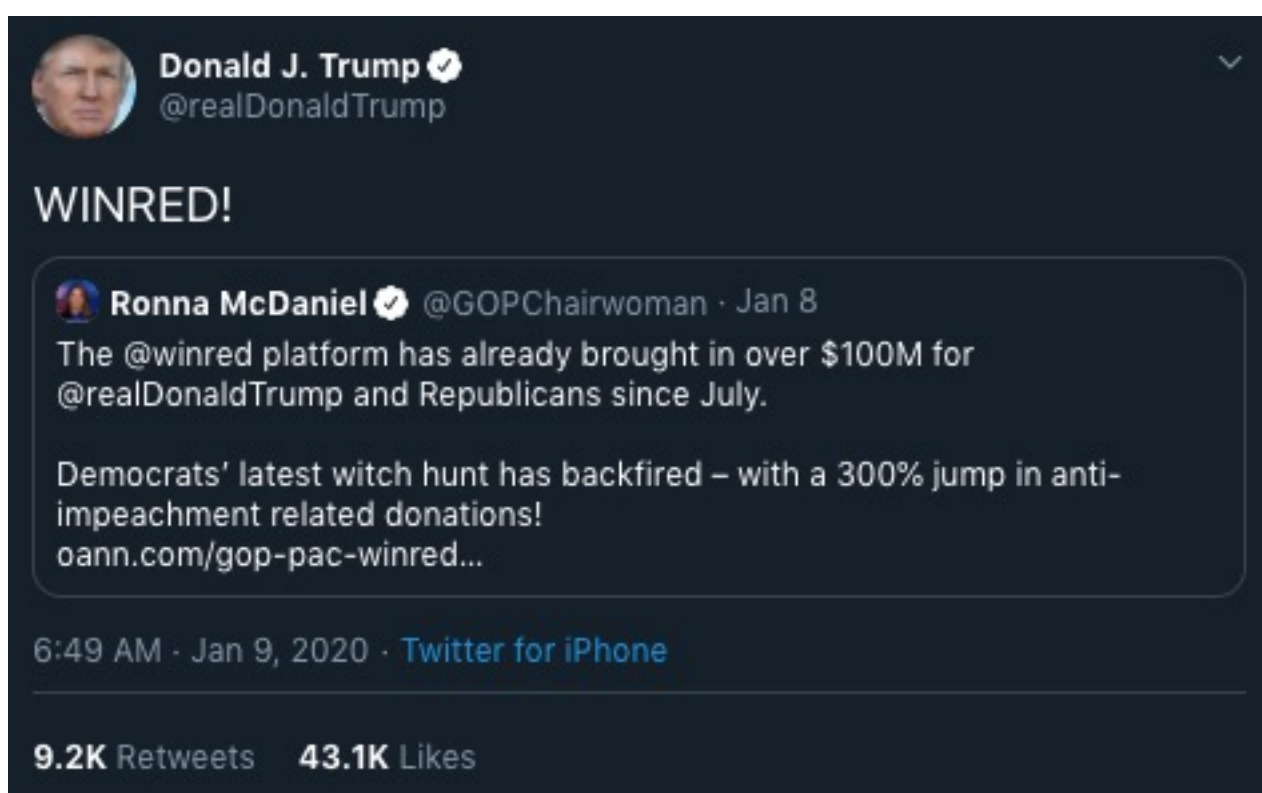 Donald J. Trump
@realDonaldTrump
WINRED!
Ronna McDaniel @GOPChairwoman · Jan 8
The @winred platform has already brought in over $100M for
@realDonaldTrump and Republicans since July.
Democrats’ latest witch hunt has backfired – with a 300% jump in anti-
impeachment related donations!
oann.com/gop-pac-winred...
6:49 AM · Jan 9, 2020 · Twitter for iPhone
9.2K Retweets 43.1K Likes